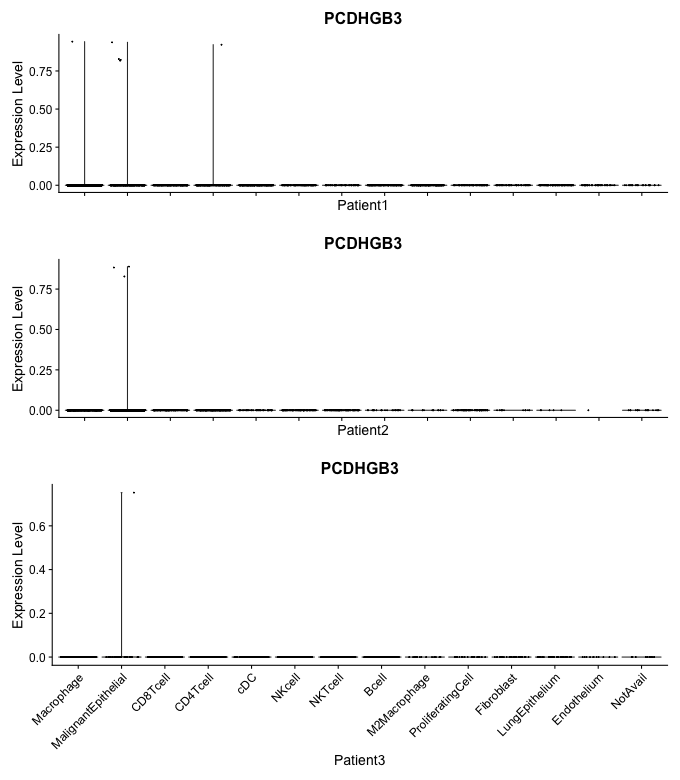 PCDHGB3
Expression Level
0.75
0.50
0.25
0.00
Patient1
PCDHGB3
Expression Level
0.75
0.50
0.25
0.00
Patient2
PCDHGB3
Expression Level
0.6
0.4
0.2
0.0
Macrophage
MalignantEpithelial
CD8Tcell
CD4Tcell
cDC
NKcell
NKTcell
Bcell
M2Macrophage
ProliferatingCell
Fibroblast
LungEpithelium
Endothelium
NotAvail
Patient3